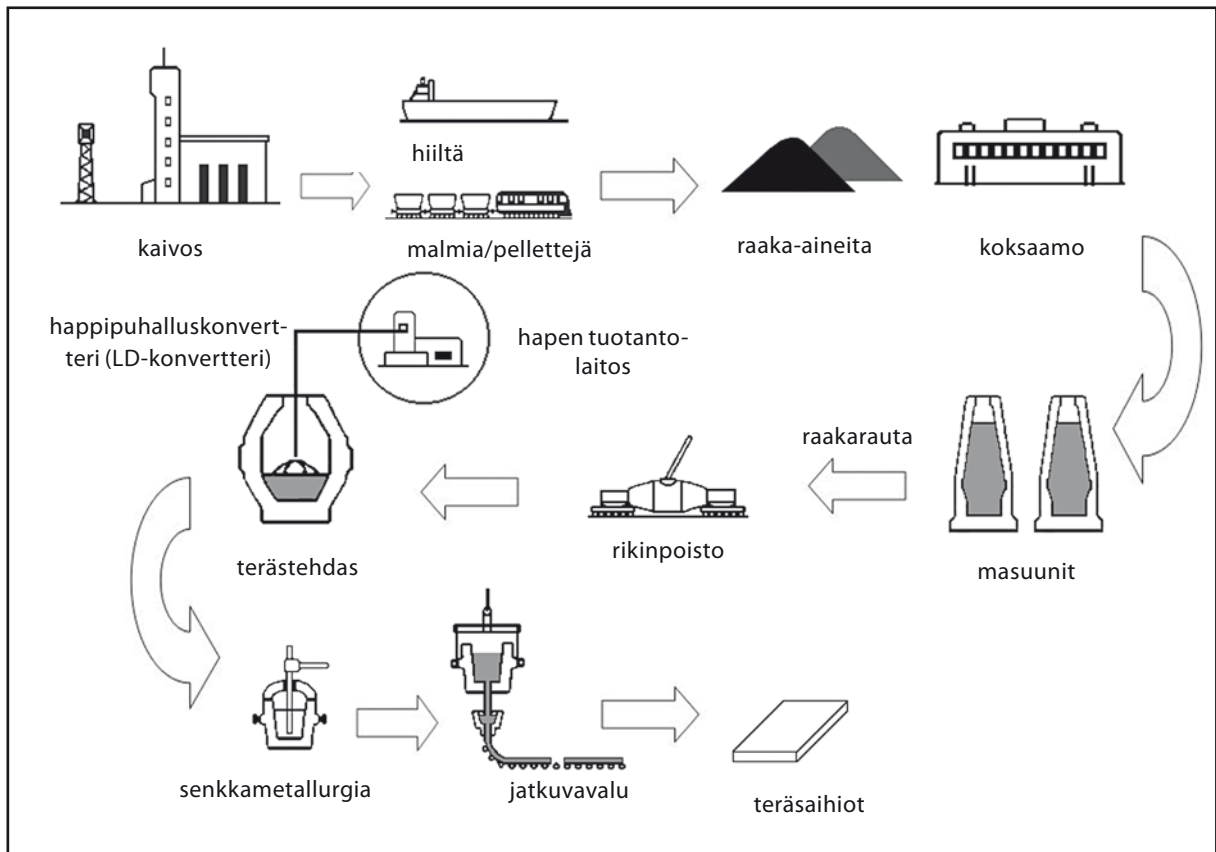 hiiltä
kaivos
malmia/pellettejä
raaka-aineita
koksaamo
happipuhalluskonvert-
teri (LD-konvertteri)
hapen tuotanto-
laitos
raakarauta
terästehdas
rikinpoisto
masuunit
senkkametallurgia
jatkuvavalu
teräsaihiot